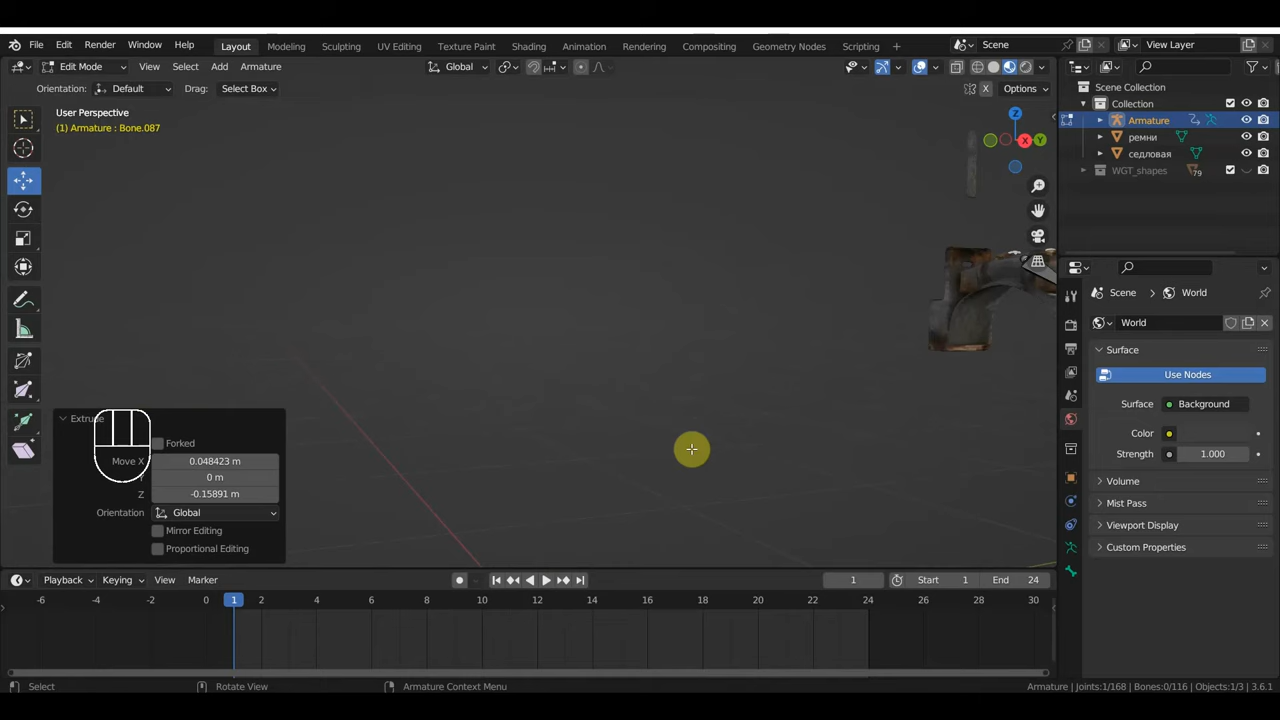 File Edit Render Window Help Layout Modeling Sculpting UV Editing Texture Paint Shading Animation Rendering Compositing Geometry Nodes Scripting + Scene View Layer
Edit Mode View Select Add Armature Global Options
Orientation: Default Drag: Select Box X
User Perspective
(1) Armature : Bone.087
Z
X Y
Scene Collection
Collection
Armature
ремни
седловая
WGT_shapes 79
Scene > World
World
Surface
Use Nodes
Surface Background
Color
Strength 1.000
Volume
Mist Pass
Viewport Display
Custom Properties
Extrude
Forked
Move X 0.048423 m
Y 0 m
Z -0.15891 m
Orientation Global
Mirror Editing
Proportional Editing
Playback Keying View Marker 1 Start 1 End 24
-6 -4 -2 0 1 2 4 6 8 10 12 14 16 18 20 22 24 26 28 30
Select Rotate View Armature Context Menu Armature | Joints:1/168 | Bones:0/116 | Objects:1/3 | 3.6.1